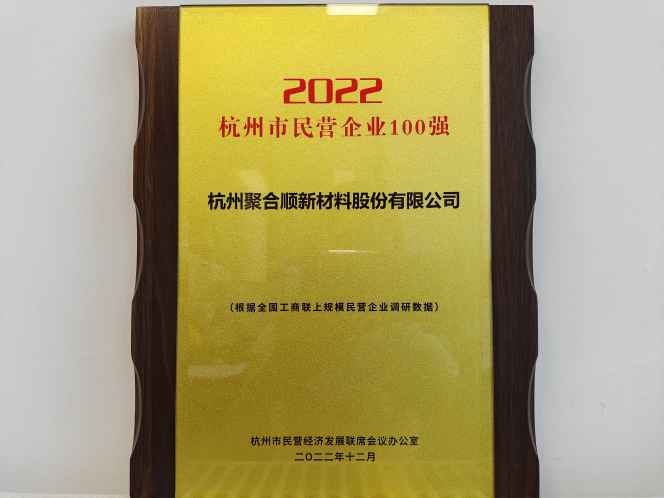 2022
杭州市民营企业100强
杭州聚合顺新材料股份有限公司
（根据全国工商联上规模民营企业调研数据）
杭州市民营经济发展联席会议办公室
二〇二二年十二月